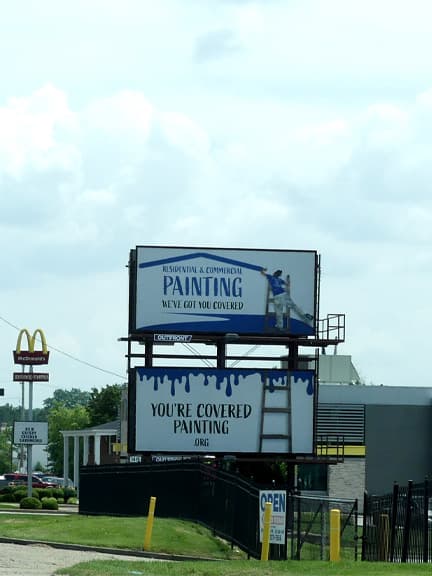 RESIDENTIAL & COMMERCIAL
PAINTING
WE'VE GOT YOU COVERED
OUTFRONT
YOU'RE COVERED
PAINTING
.ORG
McDonald's
OPEN